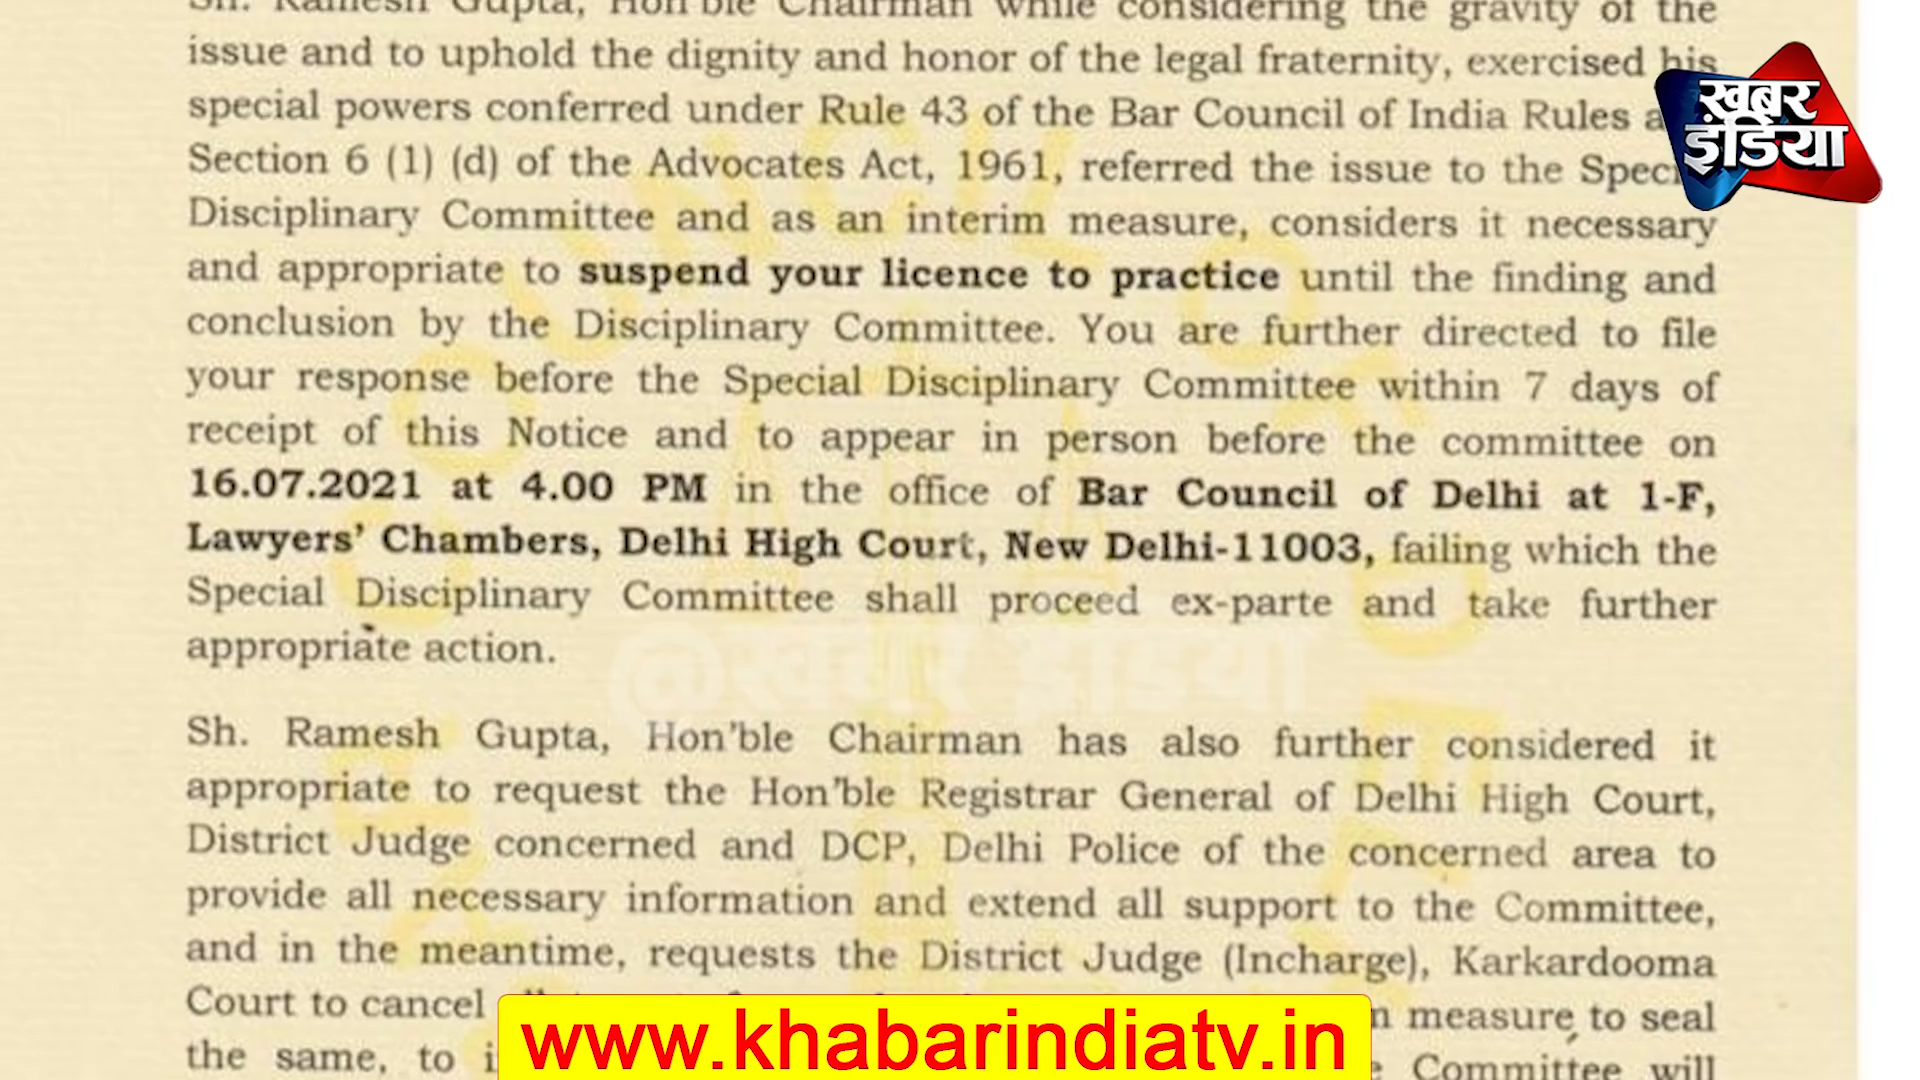 Sh. Ramesh Gupta, Hon'ble Chairman while considering the gravity of the
issue and to uphold the dignity and honor of the legal fraternity, exercised his
special powers conferred under Rule 43 of the Bar Council of India Rules
Section 6 (1) (d) of the Advocates Act, 1961, referred the issue to the
Disciplinary Committee and as an interim measure, considers it necessary
and appropriate to suspend your licence to practice until the finding and
conclusion by the Disciplinary Committee. You are further directed to file
your response before the Special Disciplinary Committee within 7 days of
receipt of this Notice and to appear in person before the committee on
16.07.2021 at 4.00 PM in the office of Bar Council of Delhi at 1-F,
Lawyers' Chambers, Delhi High Court, New Delhi-11003, failing which the
Special Disciplinary Committee shall proceed ex-parte and take further
appropriate action.
@ख़बर इंडिया
Sh. Ramesh Gupta, Hon'ble Chairman has also further considered it
appropriate to request the Hon'ble Registrar General of Delhi High Court,
District Judge concerned and DCP, Delhi Police of the concerned area to
provide all necessary information and extend all support to the Committee,
and in the meantime, requests the District Judge (Incharge), Karkardooma
Court to cancel measure to seal
the same, to Committee will
ख़बर
इंडिया
www.khabarindiatv.in